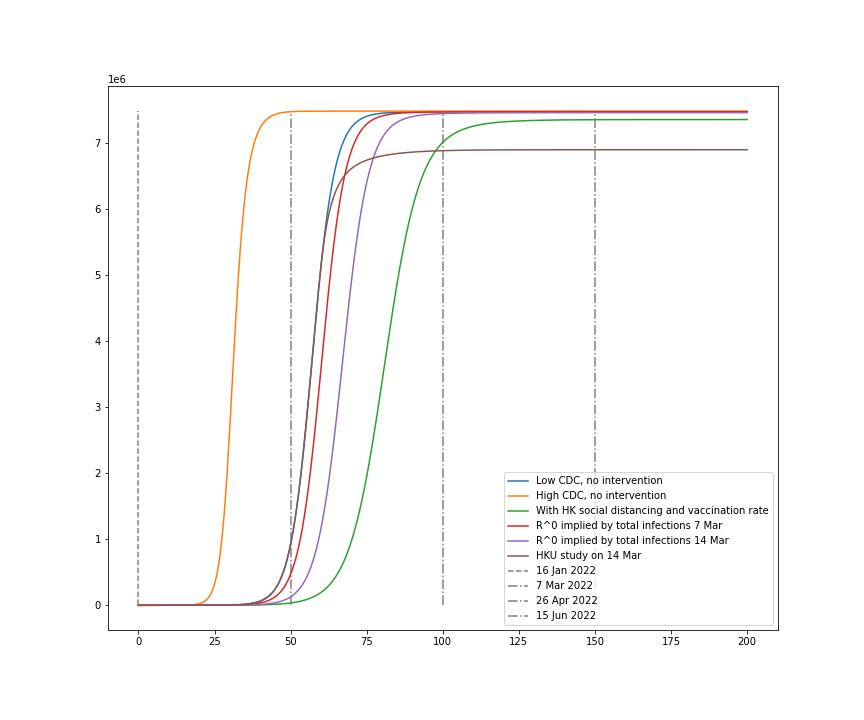 1e6
7
6
5
4
3
2
1
0
Low CDC, no intervention
High CDC, no intervention
With HK social distancing and vaccination rate
R^0 implied by total infections 7 Mar
R^0 implied by total infections 14 Mar
HKU study on 14 Mar
16 Jan 2022
7 Mar 2022
26 Apr 2022
15 Jun 2022
0 25 50 75 100 125 150 175 200